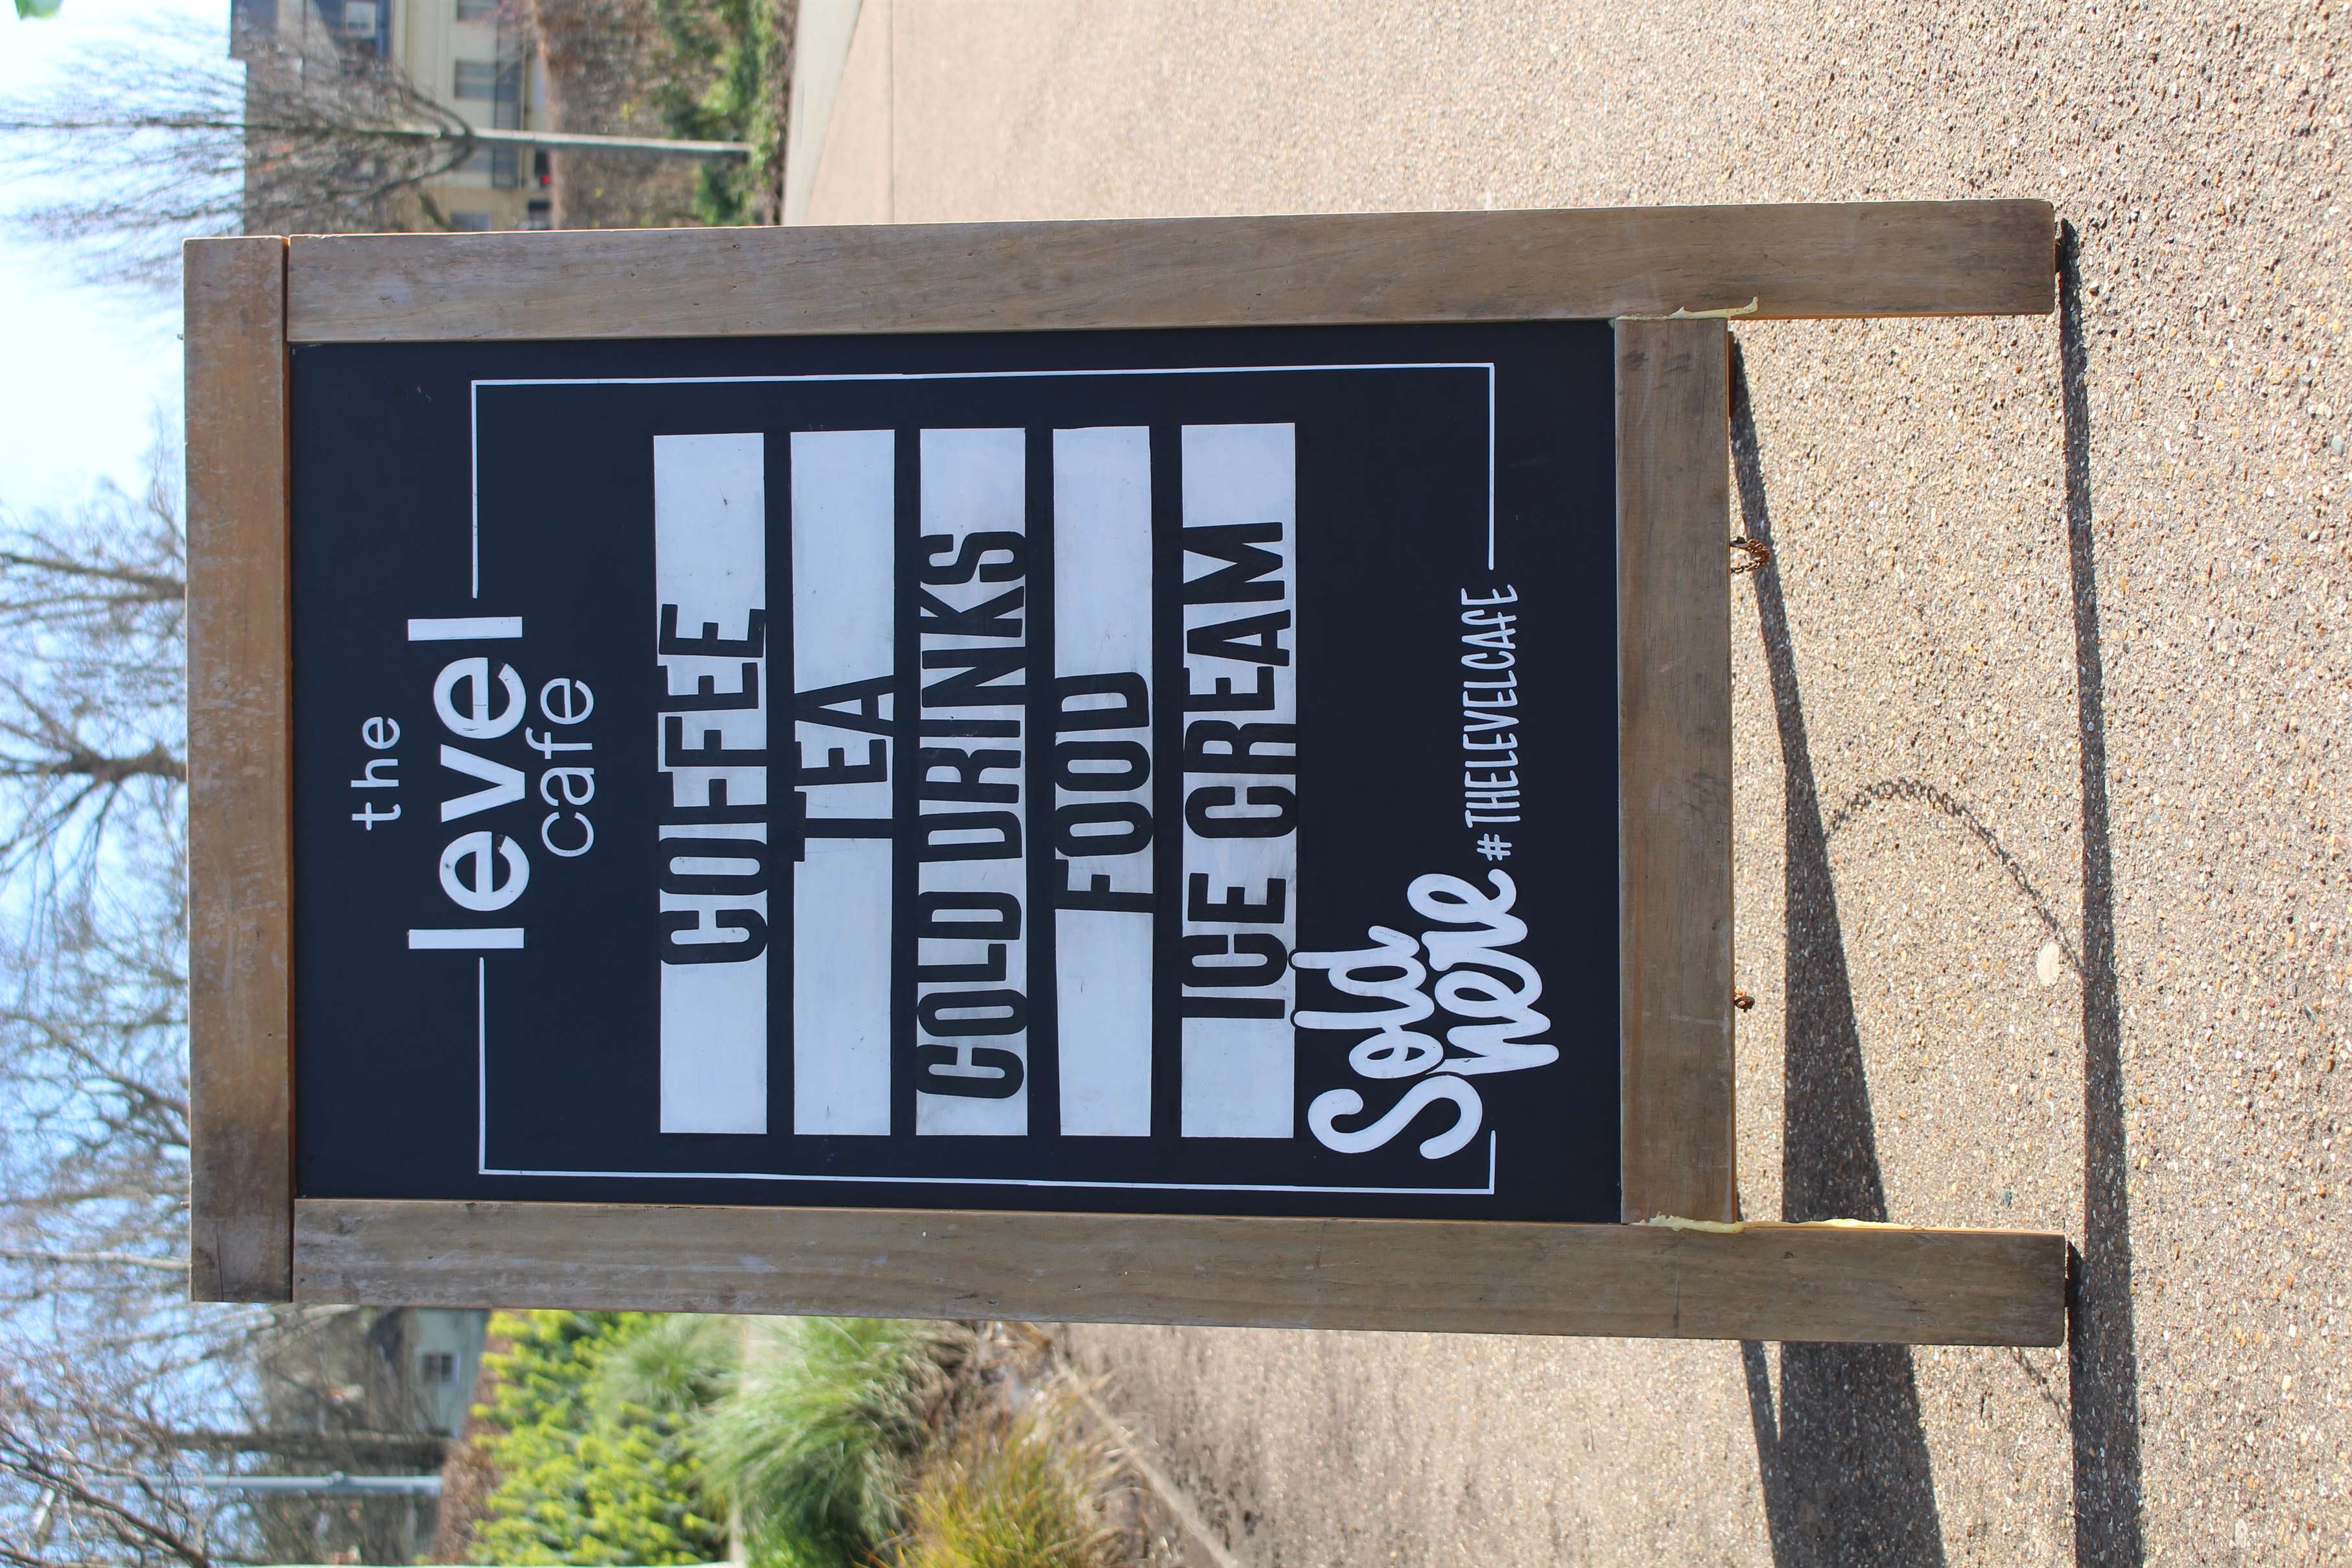 the
level
cafe
COFFEE
TEA
COLD DRINKS
FOOD
ICE CREAM
Sold
here
#THELEVELCAFE